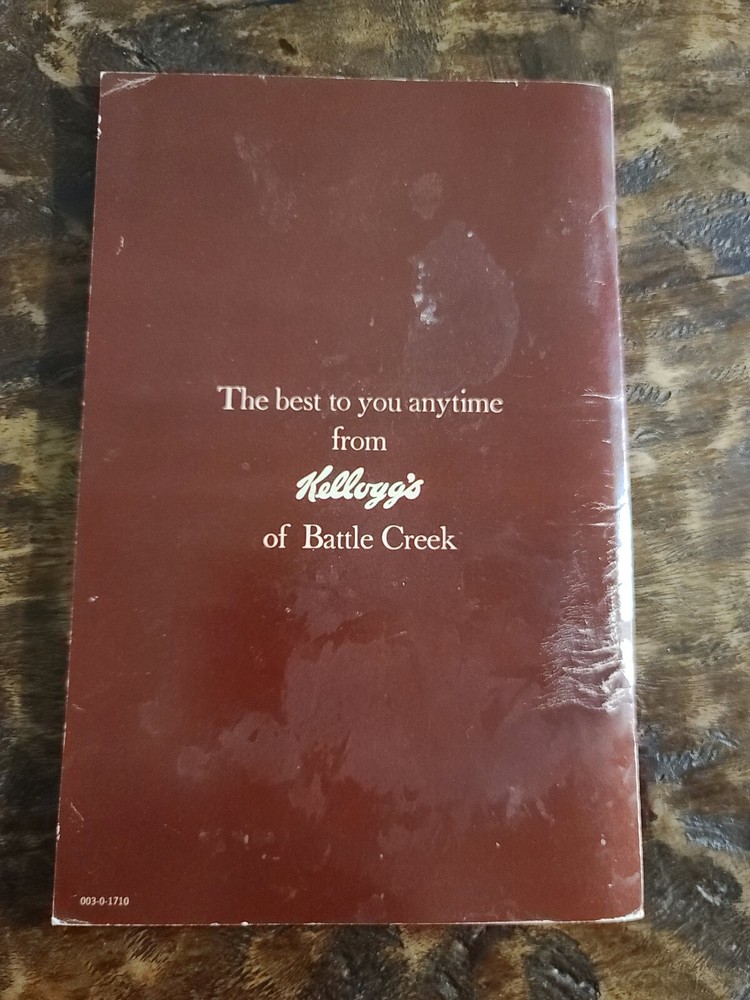 The best to you anytime
from
Kellogg's
of Battle Creek
003-0-1710